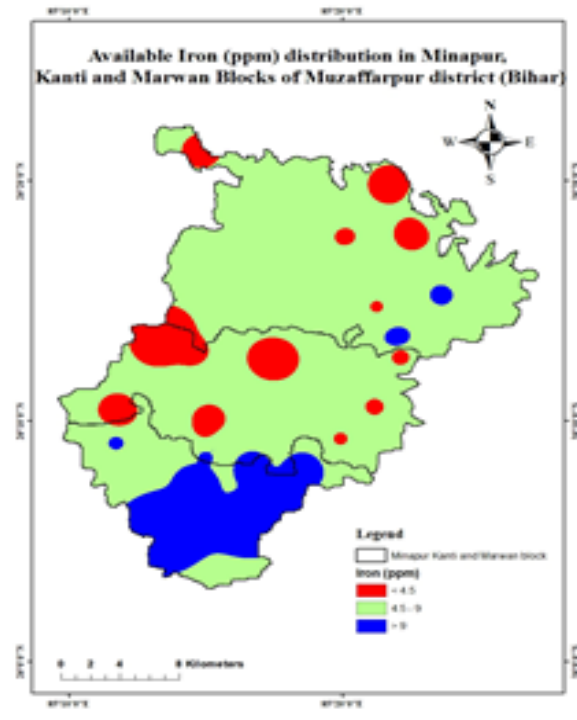 Available Iron (ppm) distribution in Minapur,
Kanti and Marwan Blocks of Muzaffarpur district (Bihar)
N
W E
S
Legend
Minapur Kanti and Marwan block
Iron (ppm)
< 4.5
4.5 - 9
> 9
0 2 4 8 Kilometers